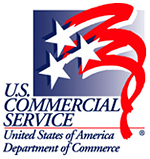 U.S.
COMMERCIAL
SERVICE
United States of America
Department of Commerce